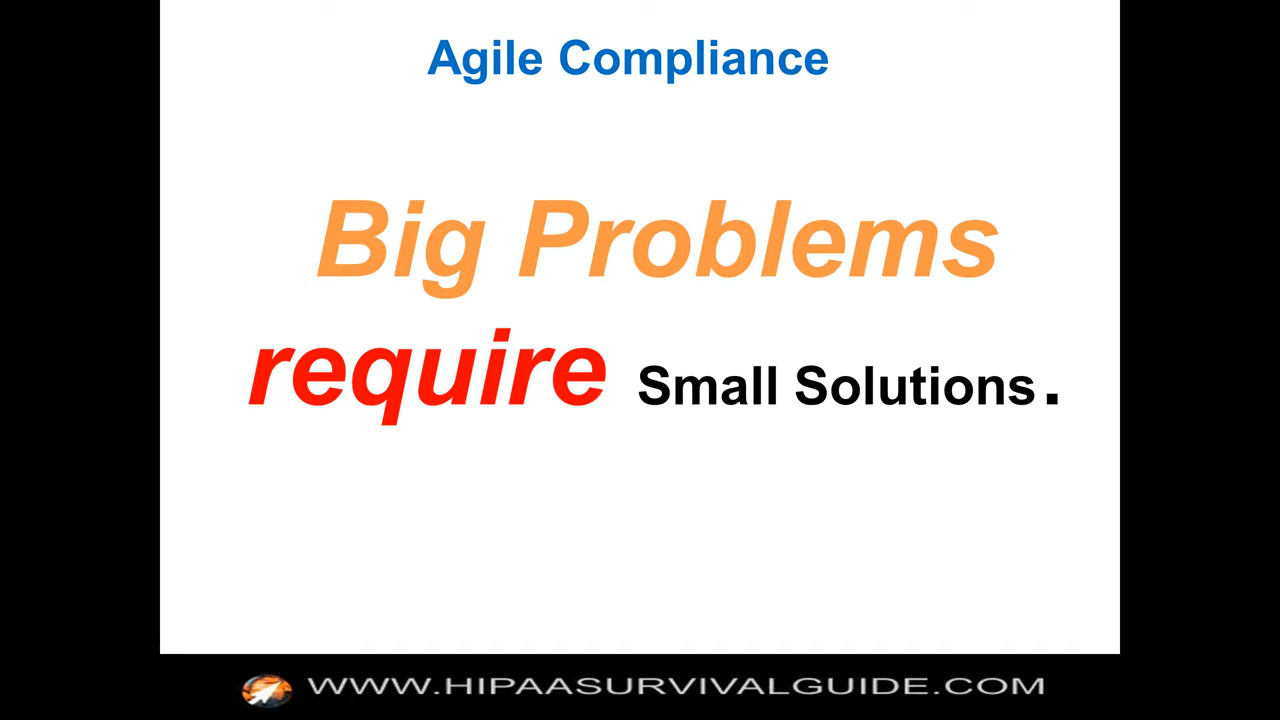 Agile Compliance
Big Problems
require Small Solutions.
WWW.HIPAASURVIVALGUIDE.COM